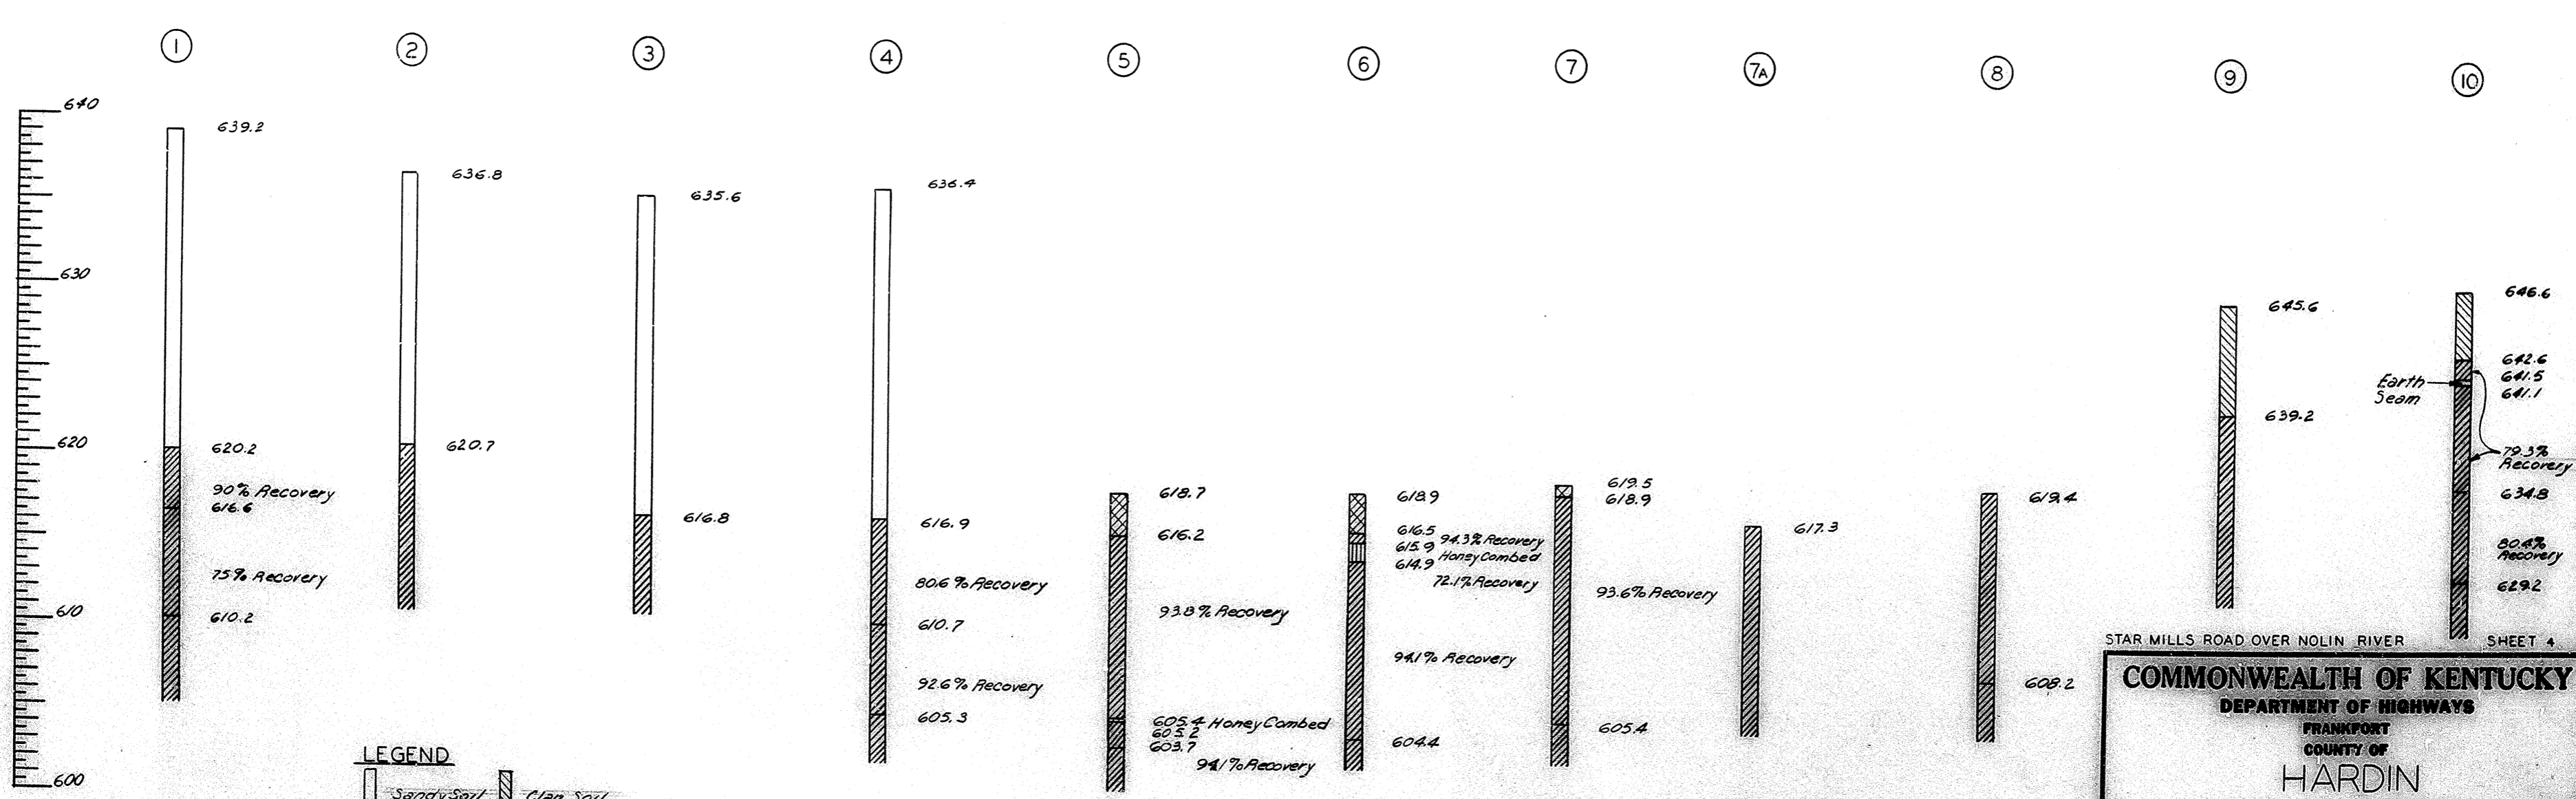 1
2
3
4
5
6
7
7A
8
9
10
640
630
620
610
600
639.2
620.2
90% Recovery
616.6
75% Recovery
610.2
636.8
620.7
635.6
616.8
636.4
616.9
80.6% Recovery
610.7
92.6% Recovery
605.3
618.7
616.2
93.8% Recovery
605.4 Honey Combed
605.2
603.7
94.1% Recovery
618.9
616.5
94.3% Recovery
615.9 Honey Combed
614.9
72.1% Recovery
94.1% Recovery
604.4
619.5
618.9
93.6% Recovery
605.4
617.3
619.4
608.2
645.6
639.2
646.6
642.6
641.5
641.1
Earth
Seam
79.3%
Recovery
634.8
80.4%
Recovery
629.2
LEGEND
Sandy Soil
Clay Soil
STAR MILLS ROAD OVER NOLIN RIVER SHEET 4
COMMONWEALTH OF KENTUCKY
DEPARTMENT OF HIGHWAYS
FRANKFORT
COUNTY OF
HARDIN